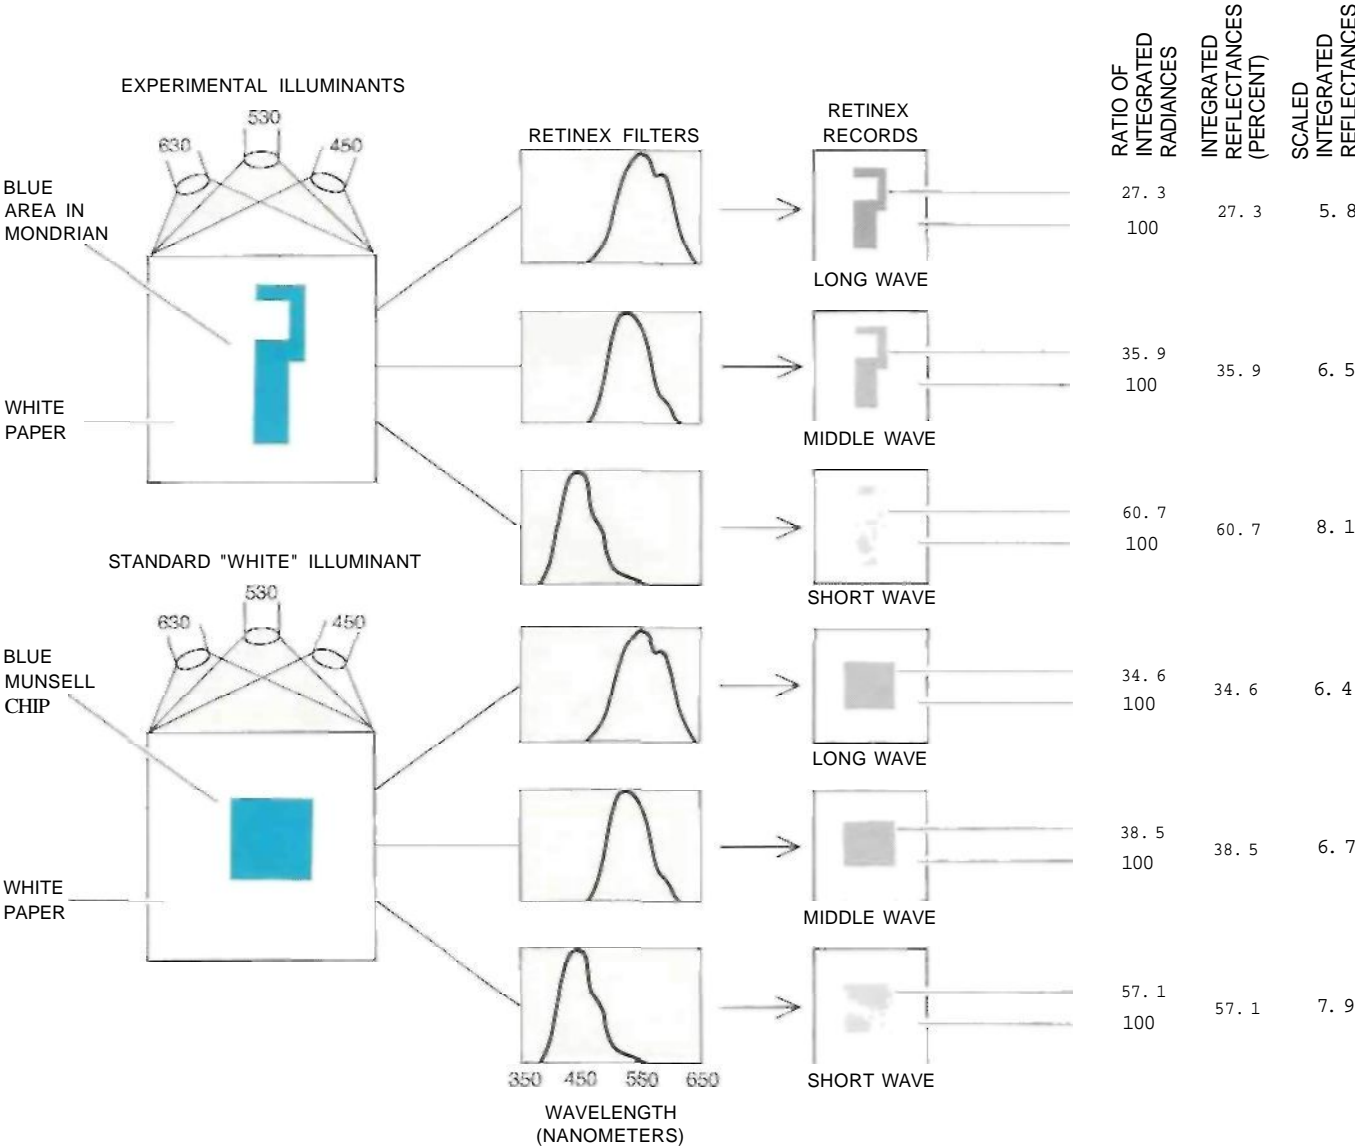 EXPERIMENTAL ILLUMINANTS
630
530
450
BLUE
AREA IN
MONDRIAN
WHITE
PAPER
STANDARD "WHITE" ILLUMINANT
630
530
450
BLUE
MUNSELL
CHIP
WHITE
PAPER
RETINEX FILTERS
350 450 550 650
WAVELENGTH
(NANOMETERS)
RETINEX
RECORDS
LONG WAVE
MIDDLE WAVE
SHORT WAVE
LONG WAVE
MIDDLE WAVE
SHORT WAVE
RATIO OF
INTEGRATED
RADIANCES
INTEGRATED
REFLECTANCES
(PERCENT)
SCALED
INTEGRATED
REFLECTANCES
27. 3
100
27. 3
5. 8
35. 9
100
35. 9
6. 5
60. 7
100
60. 7
8. 1
34. 6
100
34. 6
6. 4
38. 5
100
38. 5
6. 7
57. 1
100
57. 1
7. 9